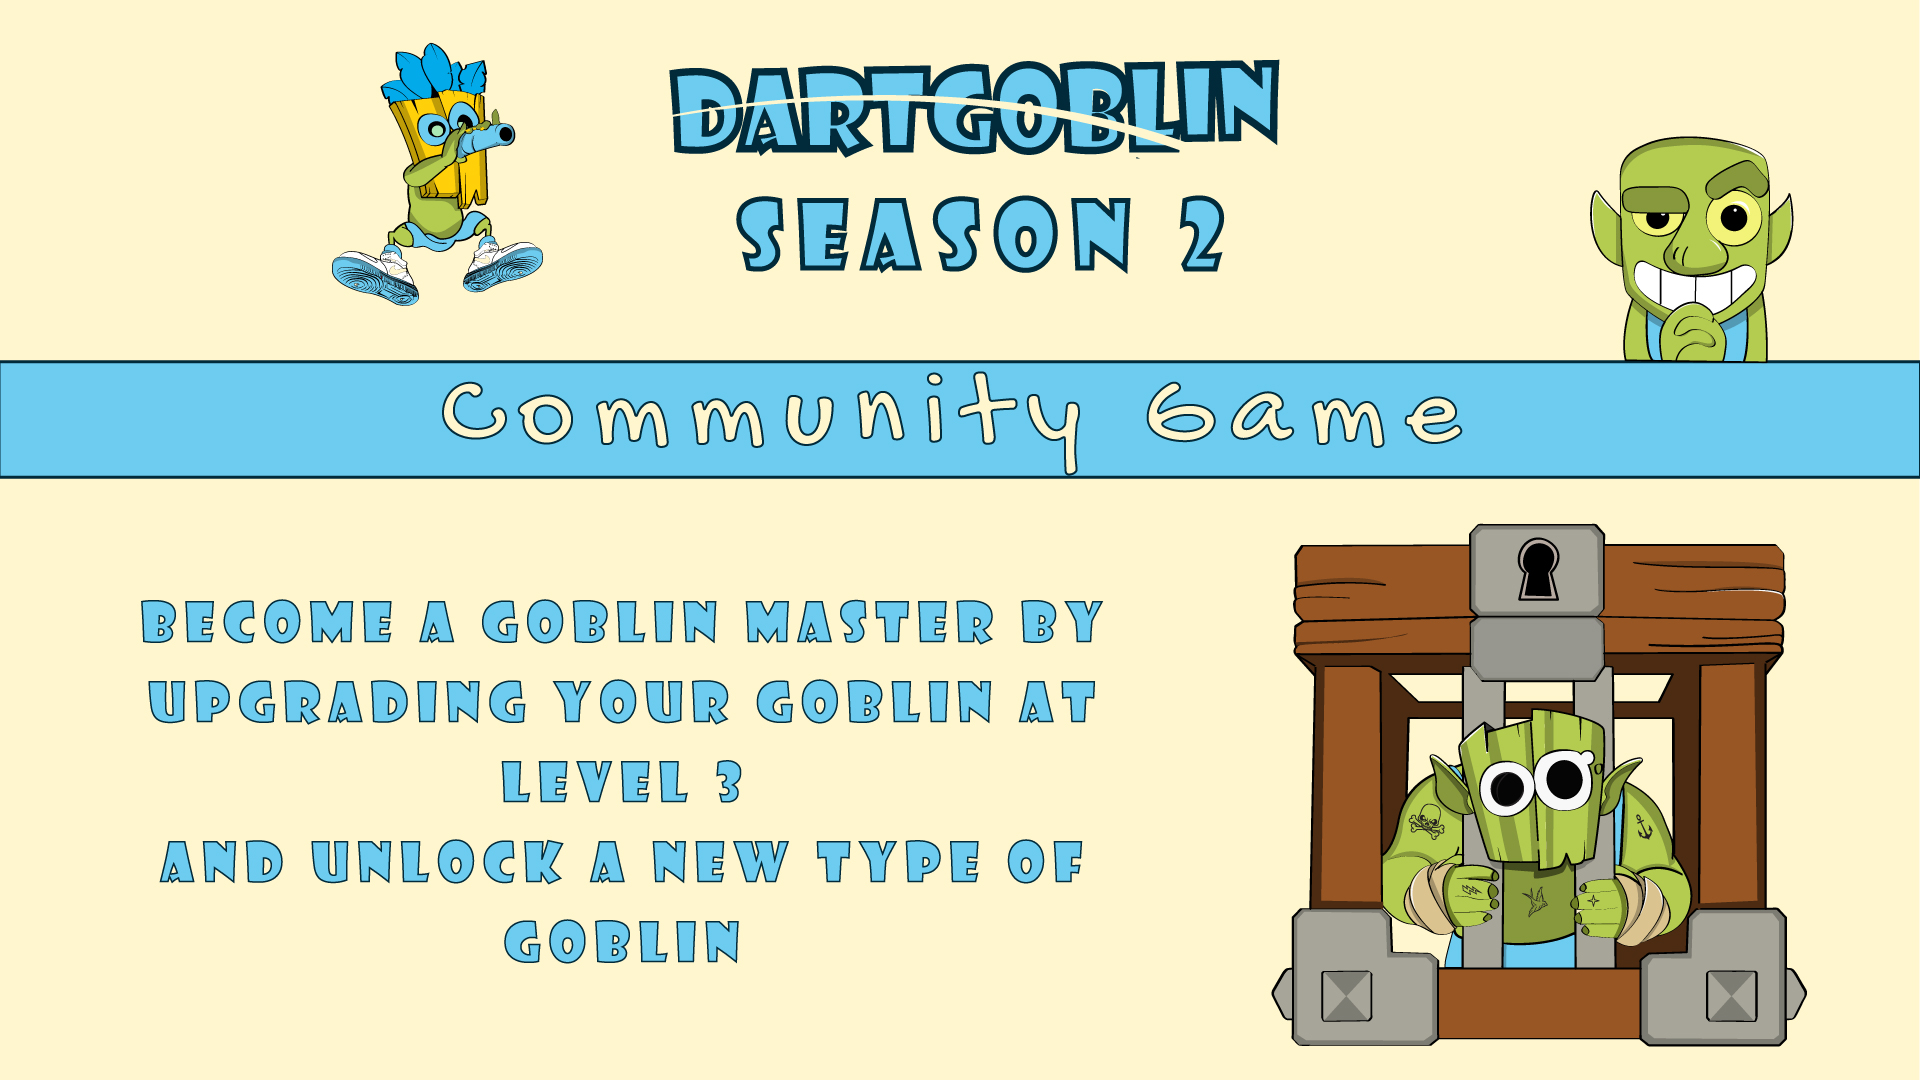 DARTGOBLIN
SEASON 2
Community Game
BECOME A GOBLIN MASTER BY
UPGRADING YOUR GOBLIN AT
LEVEL 3
AND UNLOCK A NEW TYPE OF
GOBLIN